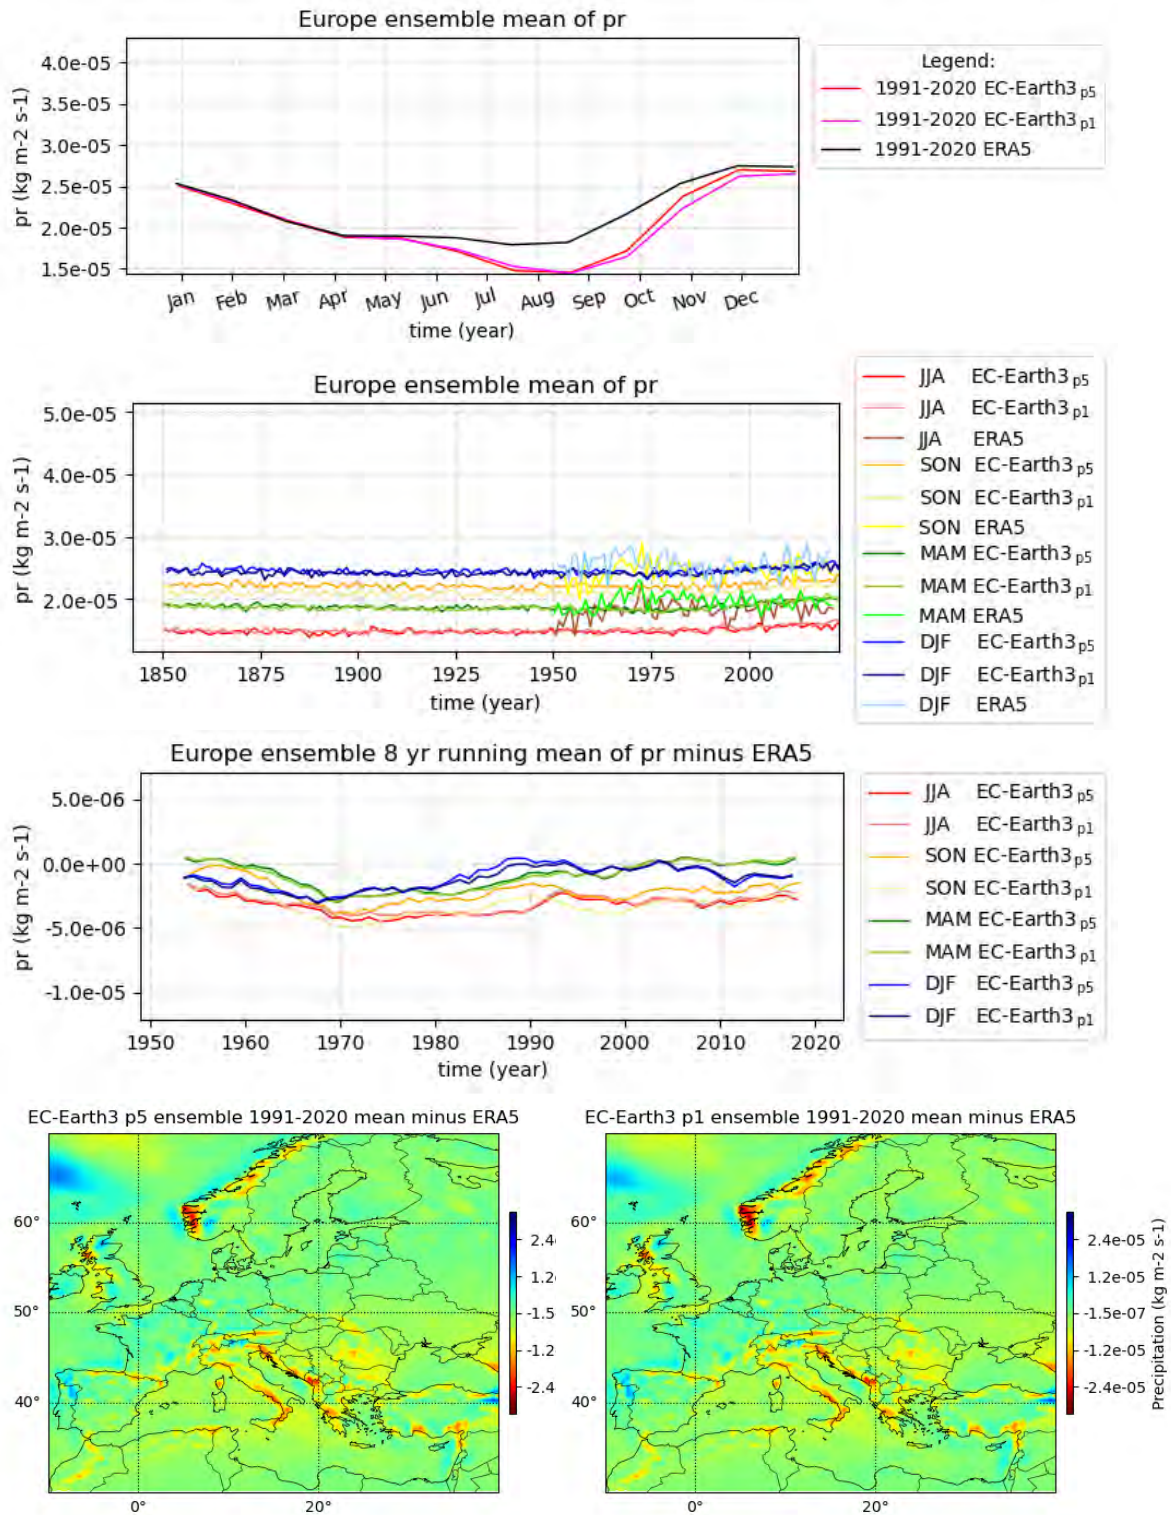 Europe ensemble mean of pr
4.0e-05
3.5e-05
3.0e-05
2.5e-05
2.0e-05
1.5e-05
pr (kg m-2 s-1)
Jan Feb Mar Apr May Jun Jul Aug Sep Oct Nov Dec
time (year)
Legend:
1991-2020 EC-Earth3 p5
1991-2020 EC-Earth3 p1
1991-2020 ERA5
Europe ensemble mean of pr
5.0e-05
4.0e-05
3.0e-05
2.0e-05
pr (kg m-2 s-1)
1850 1875 1900 1925 1950 1975 2000
time (year)
JJA EC-Earth3 p5
JJA EC-Earth3 p1
JJA ERA5
SON EC-Earth3 p5
SON EC-Earth3 p1
SON ERA5
MAM EC-Earth3 p5
MAM EC-Earth3 p1
MAM ERA5
DJF EC-Earth3 p5
DJF EC-Earth3 p1
DJF ERA5
Europe ensemble 8 yr running mean of pr minus ERA5
5.0e-06
0.0e+00
-5.0e-06
-1.0e-05
pr (kg m-2 s-1)
1950 1960 1970 1980 1990 2000 2010 2020
time (year)
JJA EC-Earth3 p5
JJA EC-Earth3 p1
SON EC-Earth3 p5
SON EC-Earth3 p1
MAM EC-Earth3 p5
MAM EC-Earth3 p1
DJF EC-Earth3 p5
DJF EC-Earth3 p1
EC-Earth3 p5 ensemble 1991-2020 mean minus ERA5
60°
50°
40°
0° 20°
2.4
1.2
-1.5
-1.2
-2.4
EC-Earth3 p1 ensemble 1991-2020 mean minus ERA5
60°
50°
40°
0° 20°
2.4e-05
1.2e-05
-1.5e-07
-1.2e-05
-2.4e-05
Precipitation (kg m-2 s-1)